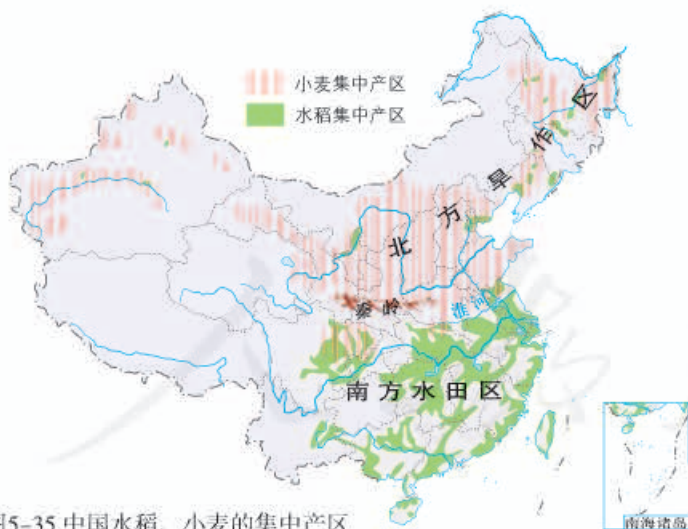 小麦集中产区
水稻集中产区
北方旱作区
秦岭
淮河
南方水田区
南海诸岛
5-35 中国水稻、小麦的集中产区